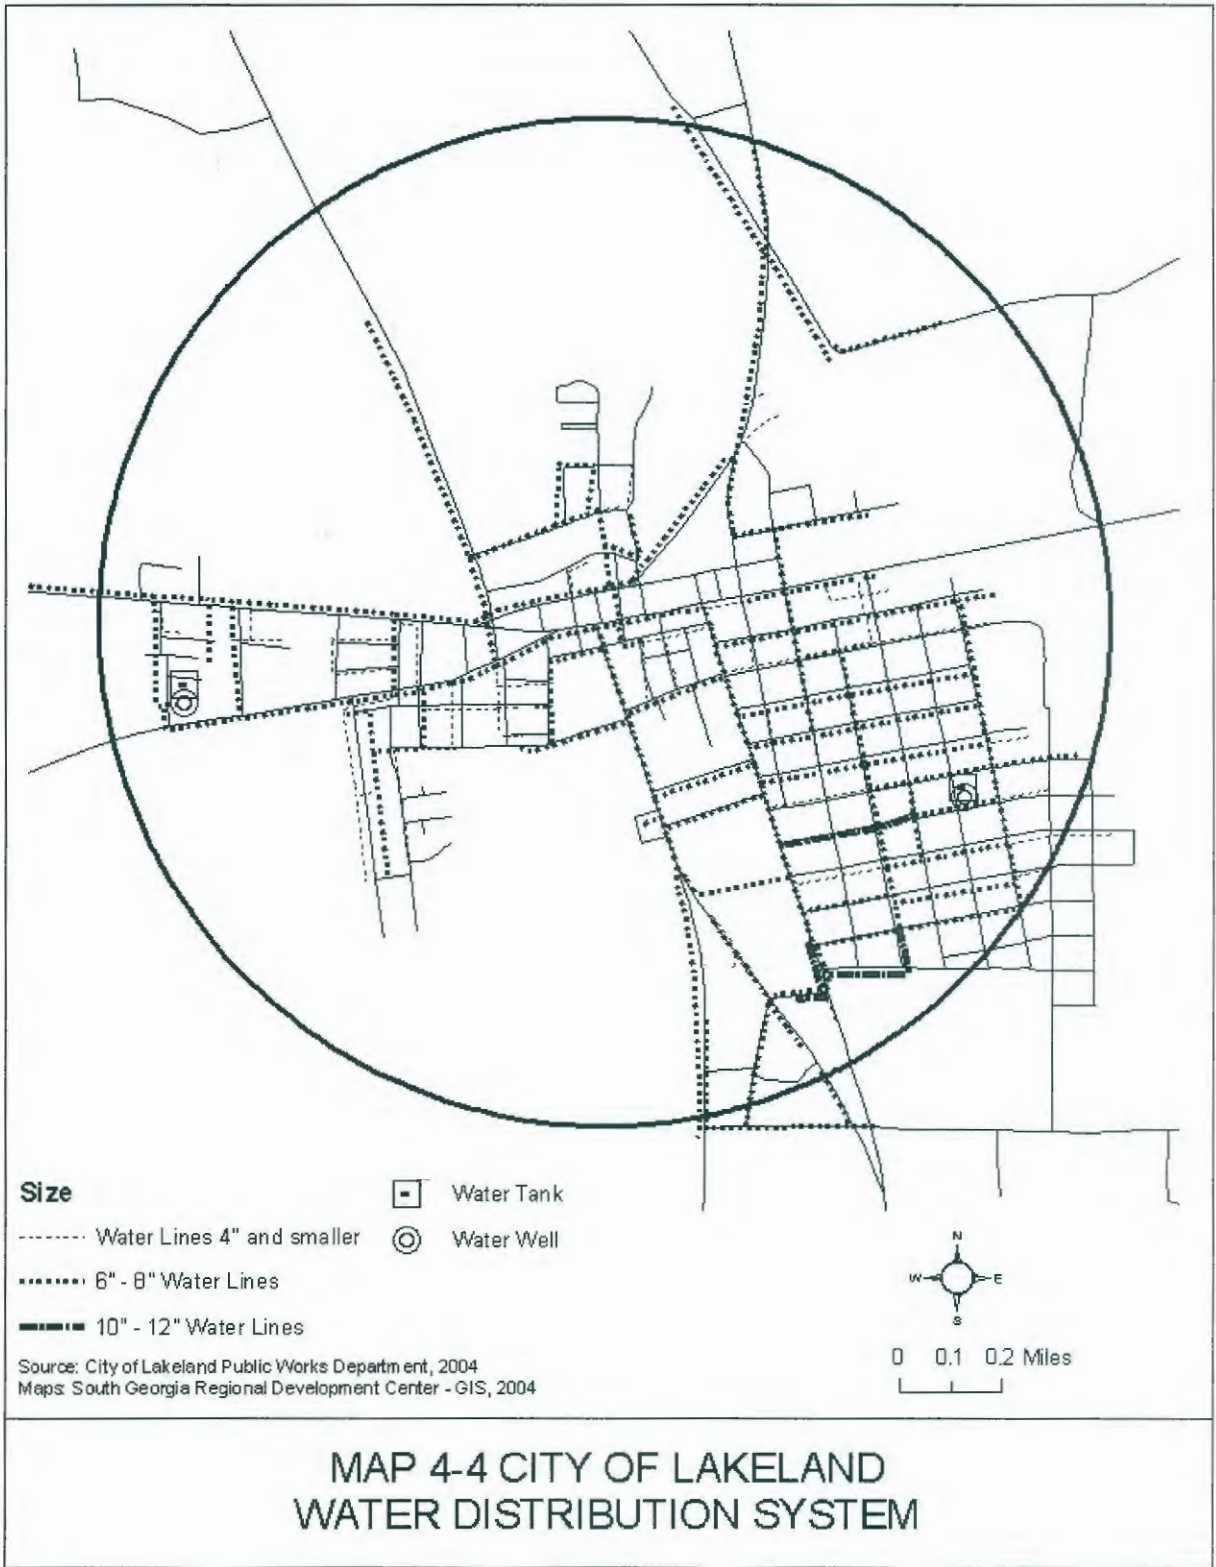 Size
Water Lines 4" and smaller
6" - 8" Water Lines
10" - 12" Water Lines
Water Tank
Water Well
Source: City of Lakeland Public Works Department, 2004
Maps: South Georgia Regional Development Center - GIS, 2004
N
W E
S
0 0.1 0.2 Miles
MAP 4-4 CITY OF LAKELAND
WATER DISTRIBUTION SYSTEM